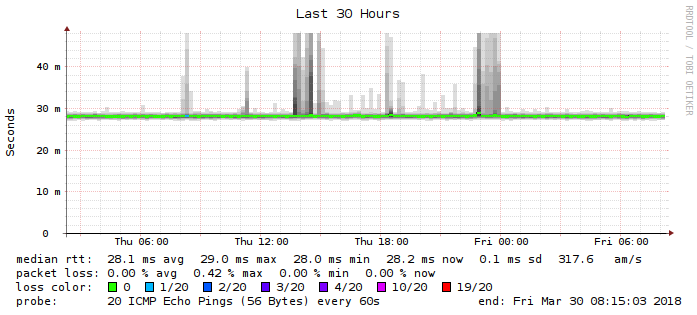 Last 30 Hours
RRDTOOL / TOBI OETIKER
Seconds
40 m
30 m
20 m
10 m
0
Thu 06:00 Thu 12:00 Thu 18:00 Fri 00:00 Fri 06:00
median rtt: 28.1 ms avg 29.0 ms max 28.0 ms min 28.2 ms now 0.1 ms sd 317.6 am/s
packet loss: 0.00 % avg 0.42 % max 0.00 % min 0.00 % now
loss color: 0 1/20 2/20 3/20 4/20 10/20 19/20
probe: 20 ICMP Echo Pings (56 Bytes) every 60s end: Fri Mar 30 08:15:03 2018